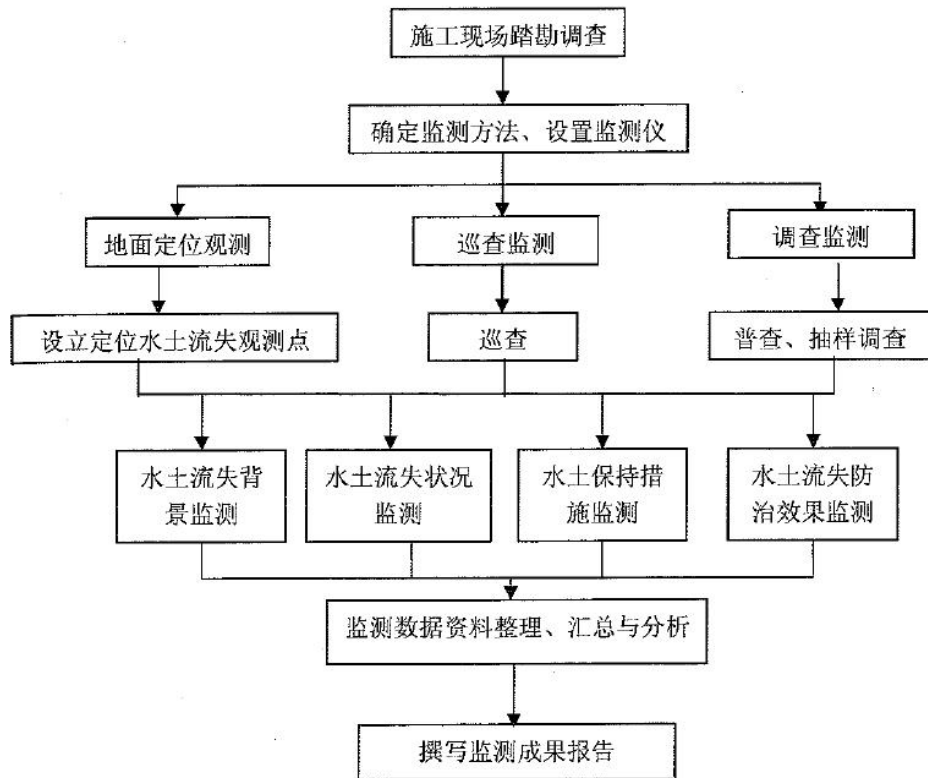 施工现场踏勘调查
确定监测方法、设置监测仪
地面定位观测
巡查监测
调查监测
设立定位水土流失观测点
巡查
普查、抽样调查
水土流失背
景监测
水土流失状况
监测
水土保持措
施监测
水土流失防
治效果监测
监测数据资料整理、汇总与分析
撰写监测成果报告